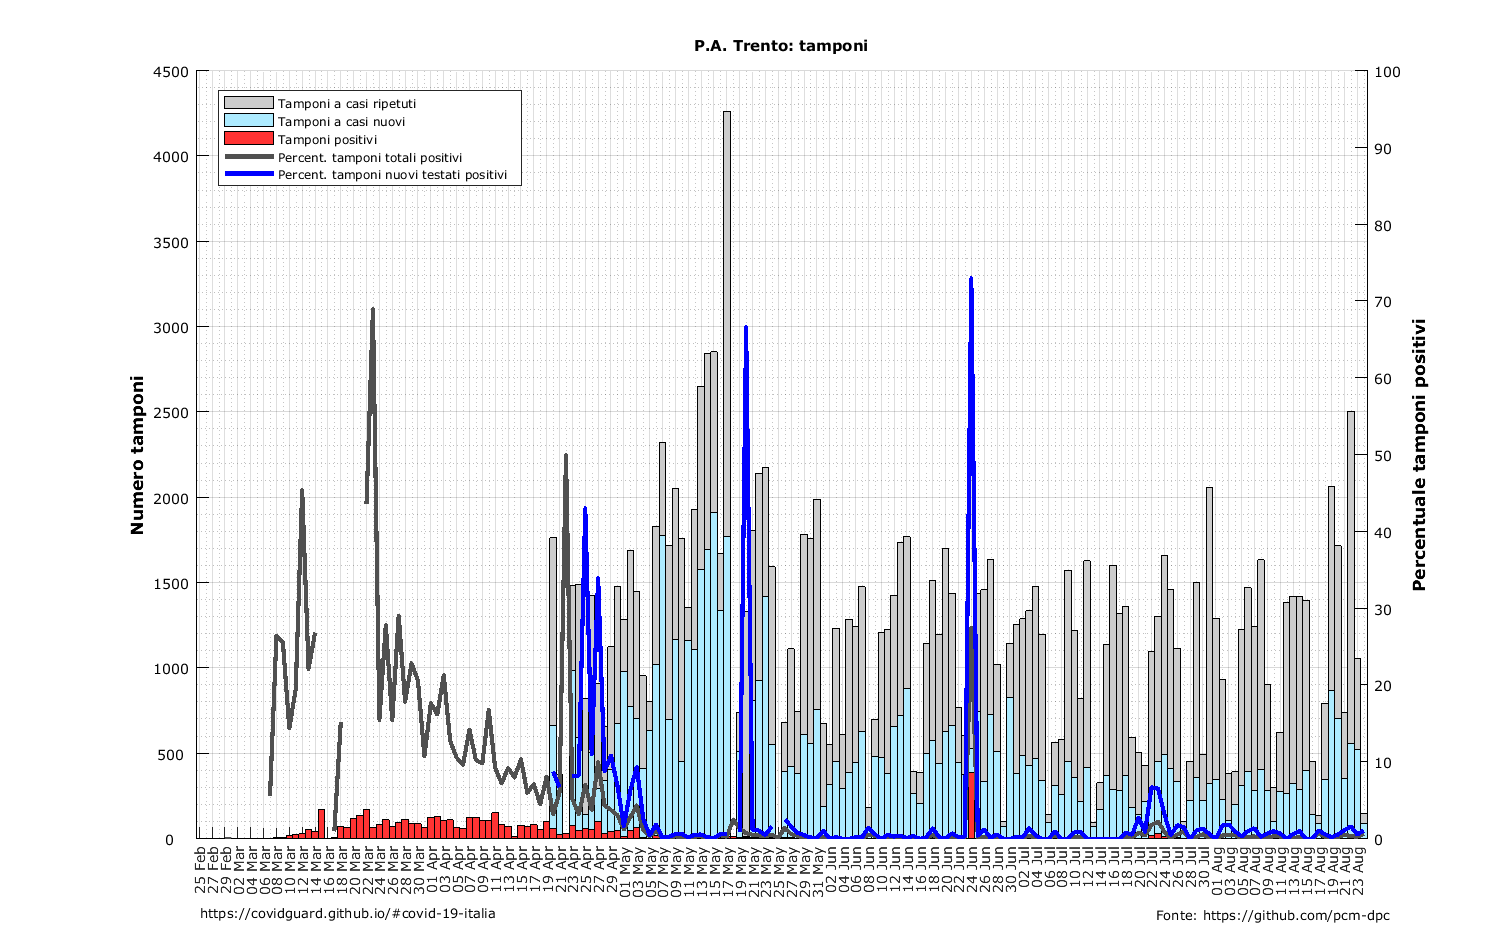 P.A. Trento: tamponi
Tamponi a casi ripetuti
Tamponi a casi nuovi
Tamponi positivi
Percent. tamponi totali positivi
Percent. tamponi nuovi testati positivi
Numero tamponi
4500
4000
3500
3000
2500
2000
1500
1000
500
0
100
90
80
70
60
50
40
30
20
10
0
Percentuale tamponi positivi
25 Feb
27 Feb
29 Feb
02 Mar
04 Mar
06 Mar
08 Mar
10 Mar
12 Mar
14 Mar
16 Mar
18 Mar
20 Mar
22 Mar
24 Mar
26 Mar
28 Mar
30 Mar
01 Apr
03 Apr
05 Apr
07 Apr
09 Apr
11 Apr
13 Apr
15 Apr
17 Apr
19 Apr
21 Apr
23 Apr
25 Apr
27 Apr
29 Apr
01 May
03 May
05 May
07 May
09 May
11 May
13 May
15 May
17 May
19 May
21 May
23 May
25 May
27 May
29 May
31 May
02 Jun
04 Jun
06 Jun
08 Jun
10 Jun
12 Jun
14 Jun
16 Jun
18 Jun
20 Jun
22 Jun
24 Jun
26 Jun
28 Jun
30 Jun
02 Jul
04 Jul
06 Jul
08 Jul
10 Jul
12 Jul
14 Jul
16 Jul
18 Jul
20 Jul
22 Jul
24 Jul
26 Jul
28 Jul
30 Jul
01 Aug
03 Aug
05 Aug
07 Aug
09 Aug
11 Aug
13 Aug
15 Aug
17 Aug
19 Aug
21 Aug
23 Aug
https://covidguard.github.io/#covid-19-italia
Fonte: https://github.com/pcm-dpc